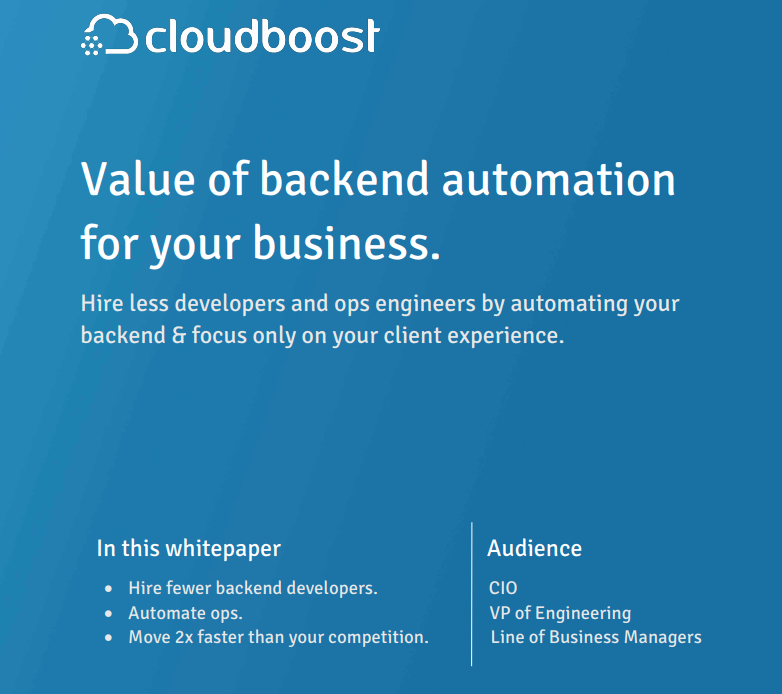 cloudboost
Value of backend automation
for your business.
Hire less developers and ops engineers by automating your
backend & focus only on your client experience.
In this whitepaper
• Hire fewer backend developers.
• Automate ops.
• Move 2x faster than your competition.
Audience
CIO
VP of Engineering
Line of Business Managers